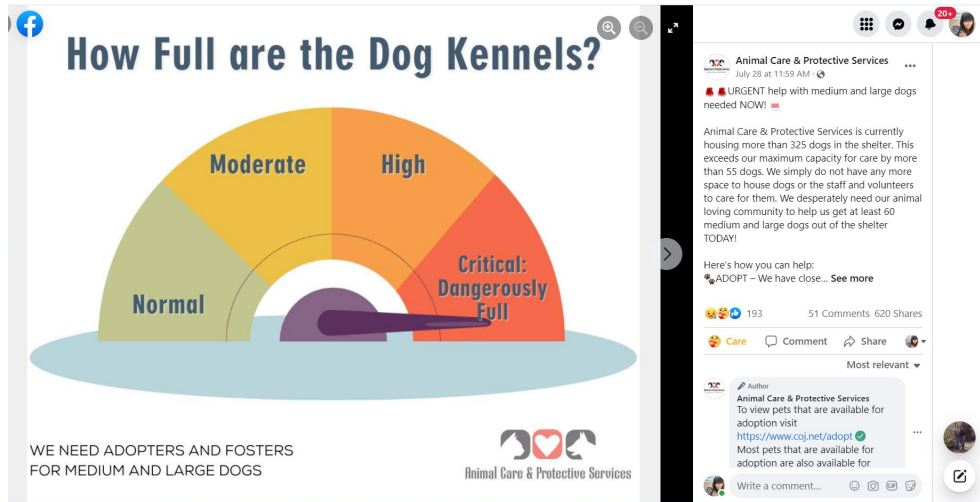 How Full are the Dog Kennels?
Moderate
High
Normal
Critical:
Dangerously
Full
WE NEED ADOPTERS AND FOSTERS
FOR MEDIUM AND LARGE DOGS
Animal Care & Protective Services
20+
Animal Care & Protective Services
July 28 at 11:59 AM ·
URGENT help with medium and large dogs
needed NOW!
Animal Care & Protective Services is currently
housing more than 325 dogs in the shelter. This
exceeds our maximum capacity for care by more
than 55 dogs. We simply do not have any more
space to house dogs or the staff and volunteers
to care for them. We desperately need our animal
loving community to help us get at least 60
medium and large dogs out of the shelter
TODAY!
Here's how you can help:
ADOPT – We have close... See more
193
51 Comments 620 Shares
Care
Comment
Share
Most relevant
Author
Animal Care & Protective Services
To view pets that are available for
adoption visit
https://www.coj.net/adopt
Most pets that are available for
adoption are also available for
Write a comment...
GIF